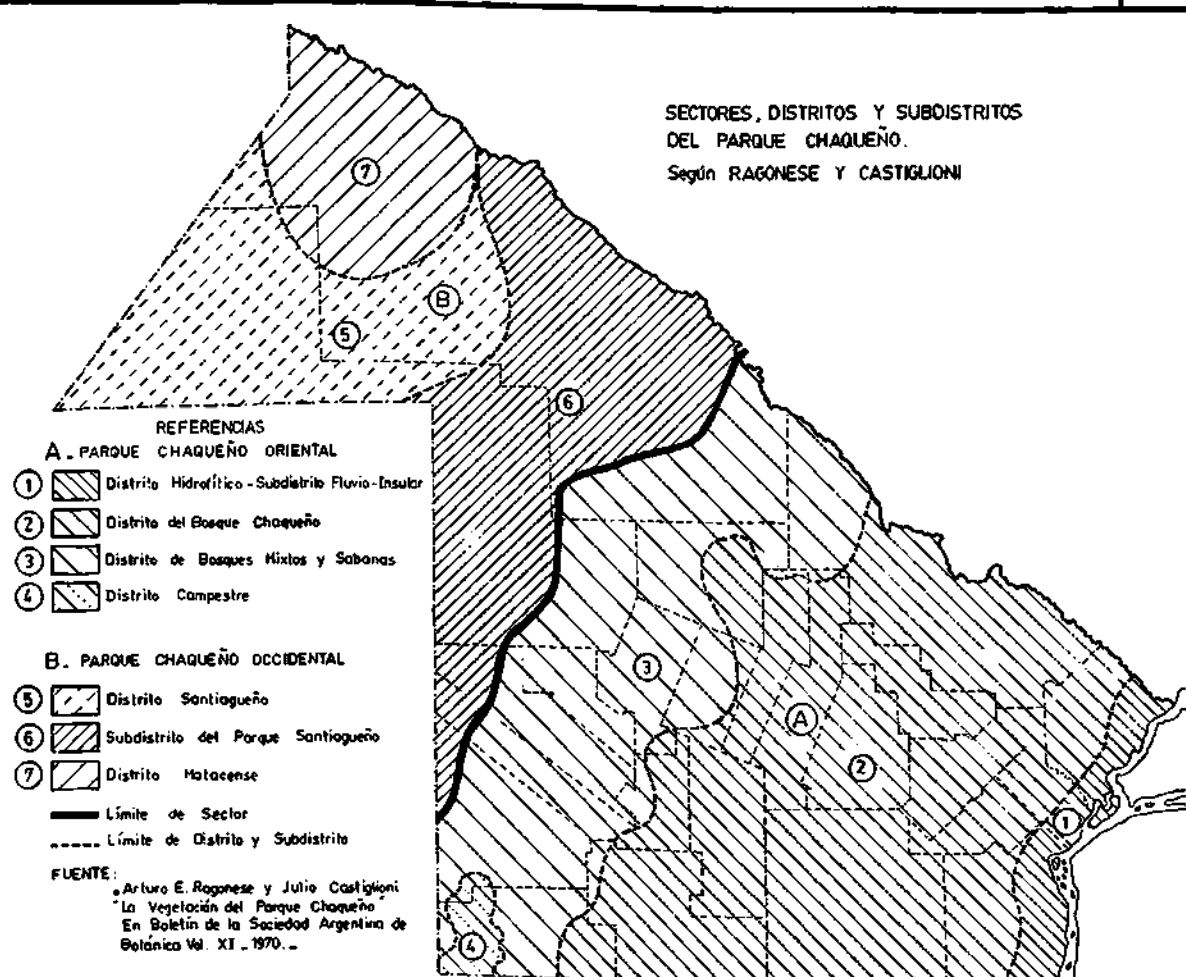 SECTORES, DISTRITOS Y SUBDISTRITOS
DEL PARQUE CHAQUEÑO.
Según RAGONESE Y CASTIGLIONI
7
B
5
6
3
A
2
1
4
REFERENCIAS
A. PARQUE CHAQUEÑO ORIENTAL
1 Distrito Hidrofítico - Subdistrito Fluvio-Insular
2 Distrito del Bosque Chaqueño
3 Distrito de Bosques Mixtos y Sabanas
4 Distrito Campestre
B. PARQUE CHAQUEÑO OCCIDENTAL
5 Distrito Santiagueño
6 Subdistrito del Parque Santiagueño
7 Distrito Matacense
Límite de Sector
Límite de Distrito y Subdistrito
FUENTE:
Arturo E. Ragonese y Julio Castiglioni
"La Vegetación del Parque Chaqueño"
En Boletín de la Sociedad Argentina de
Botánica Vol. XI - 1970.-